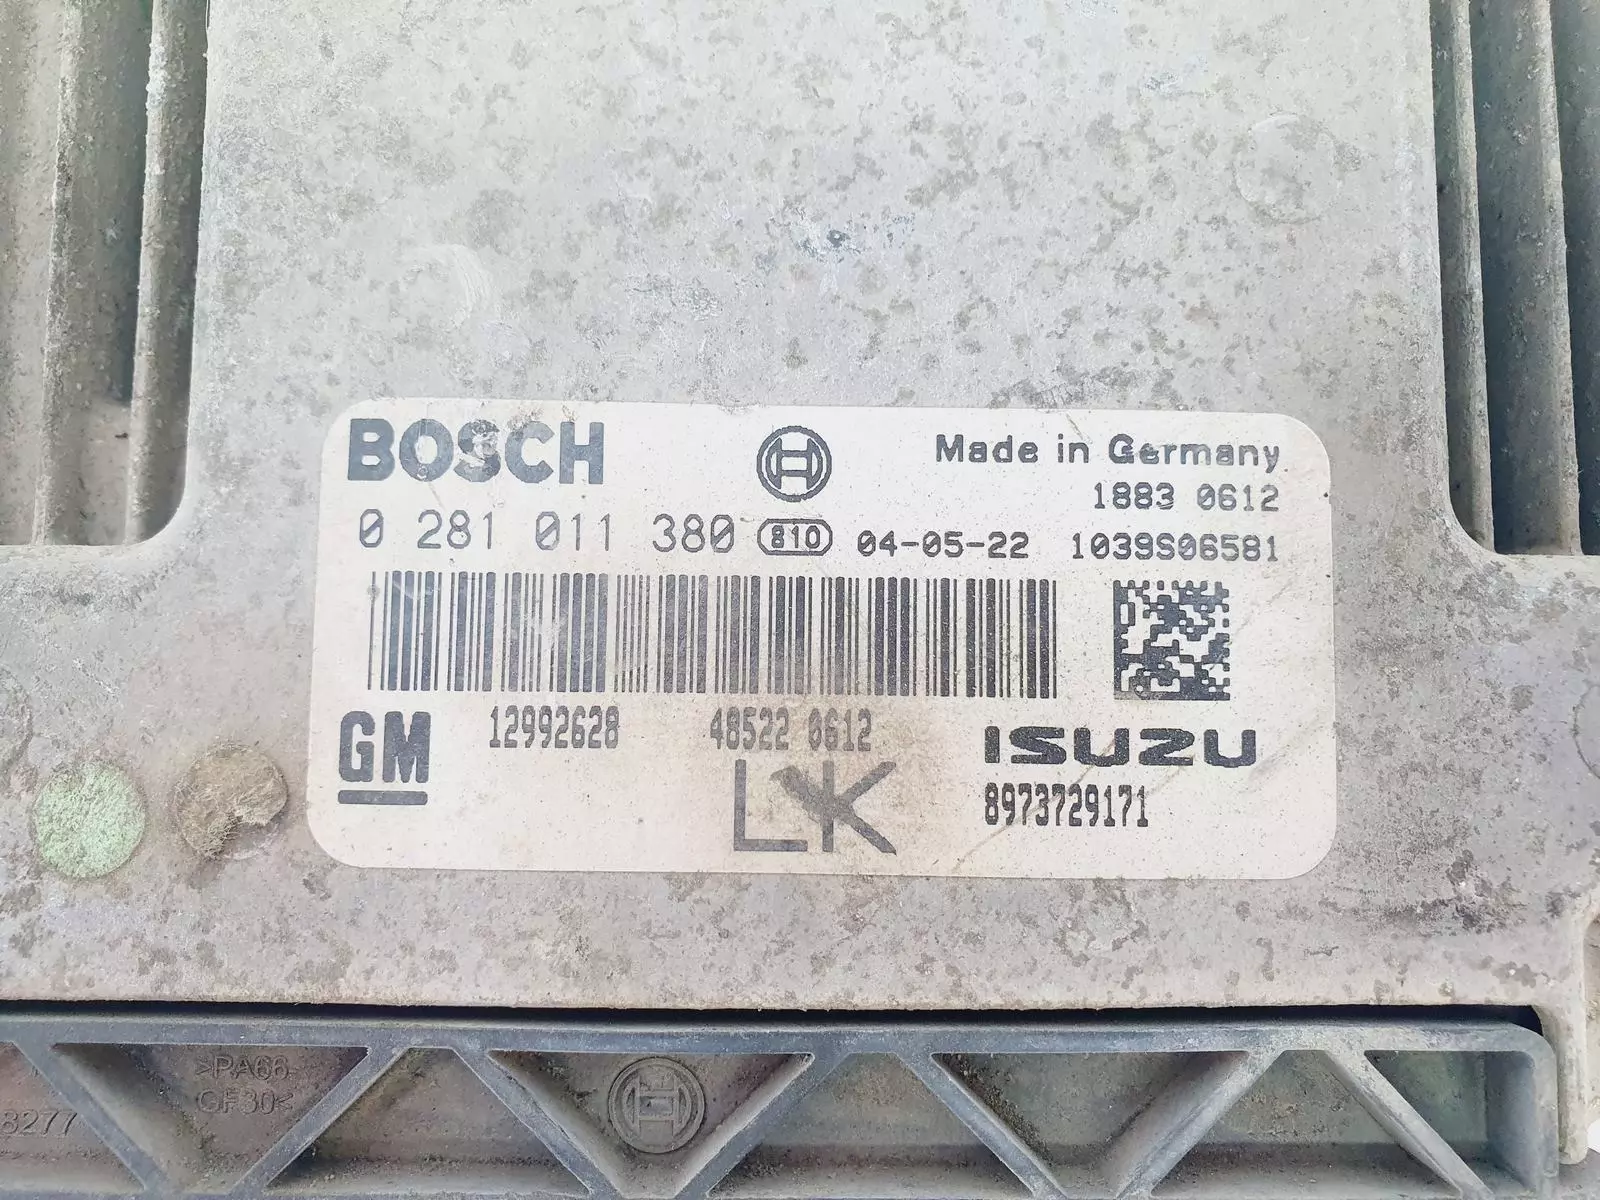 BOSCH
Made in Germany
1883 0612
0 281 011 380 810 04-05-22 1039S06581
GM 12992628 48522 0612 ISUZU
LK 8973729171
>PA66-
GF30<
8277